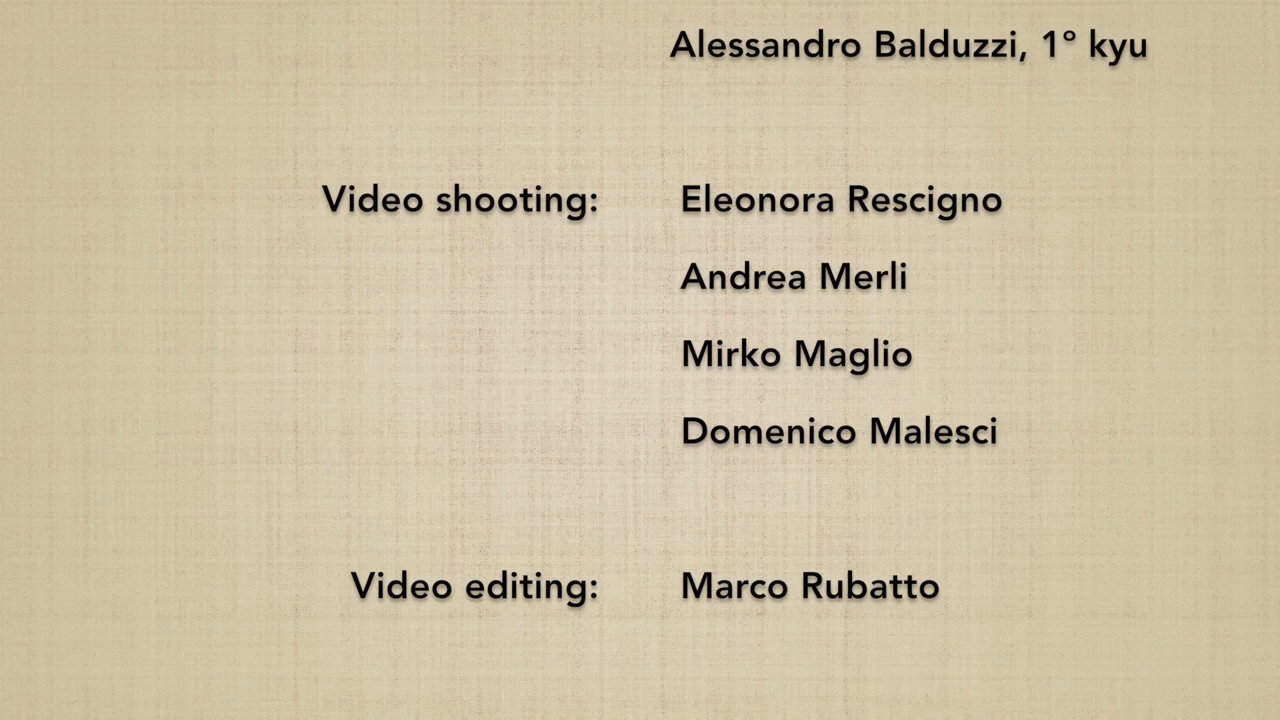 Alessandro Balduzzi, 1° kyu
Video shooting: Eleonora Rescigno
Andrea Merli
Mirko Maglio
Domenico Malesci
Video editing: Marco Rubatto